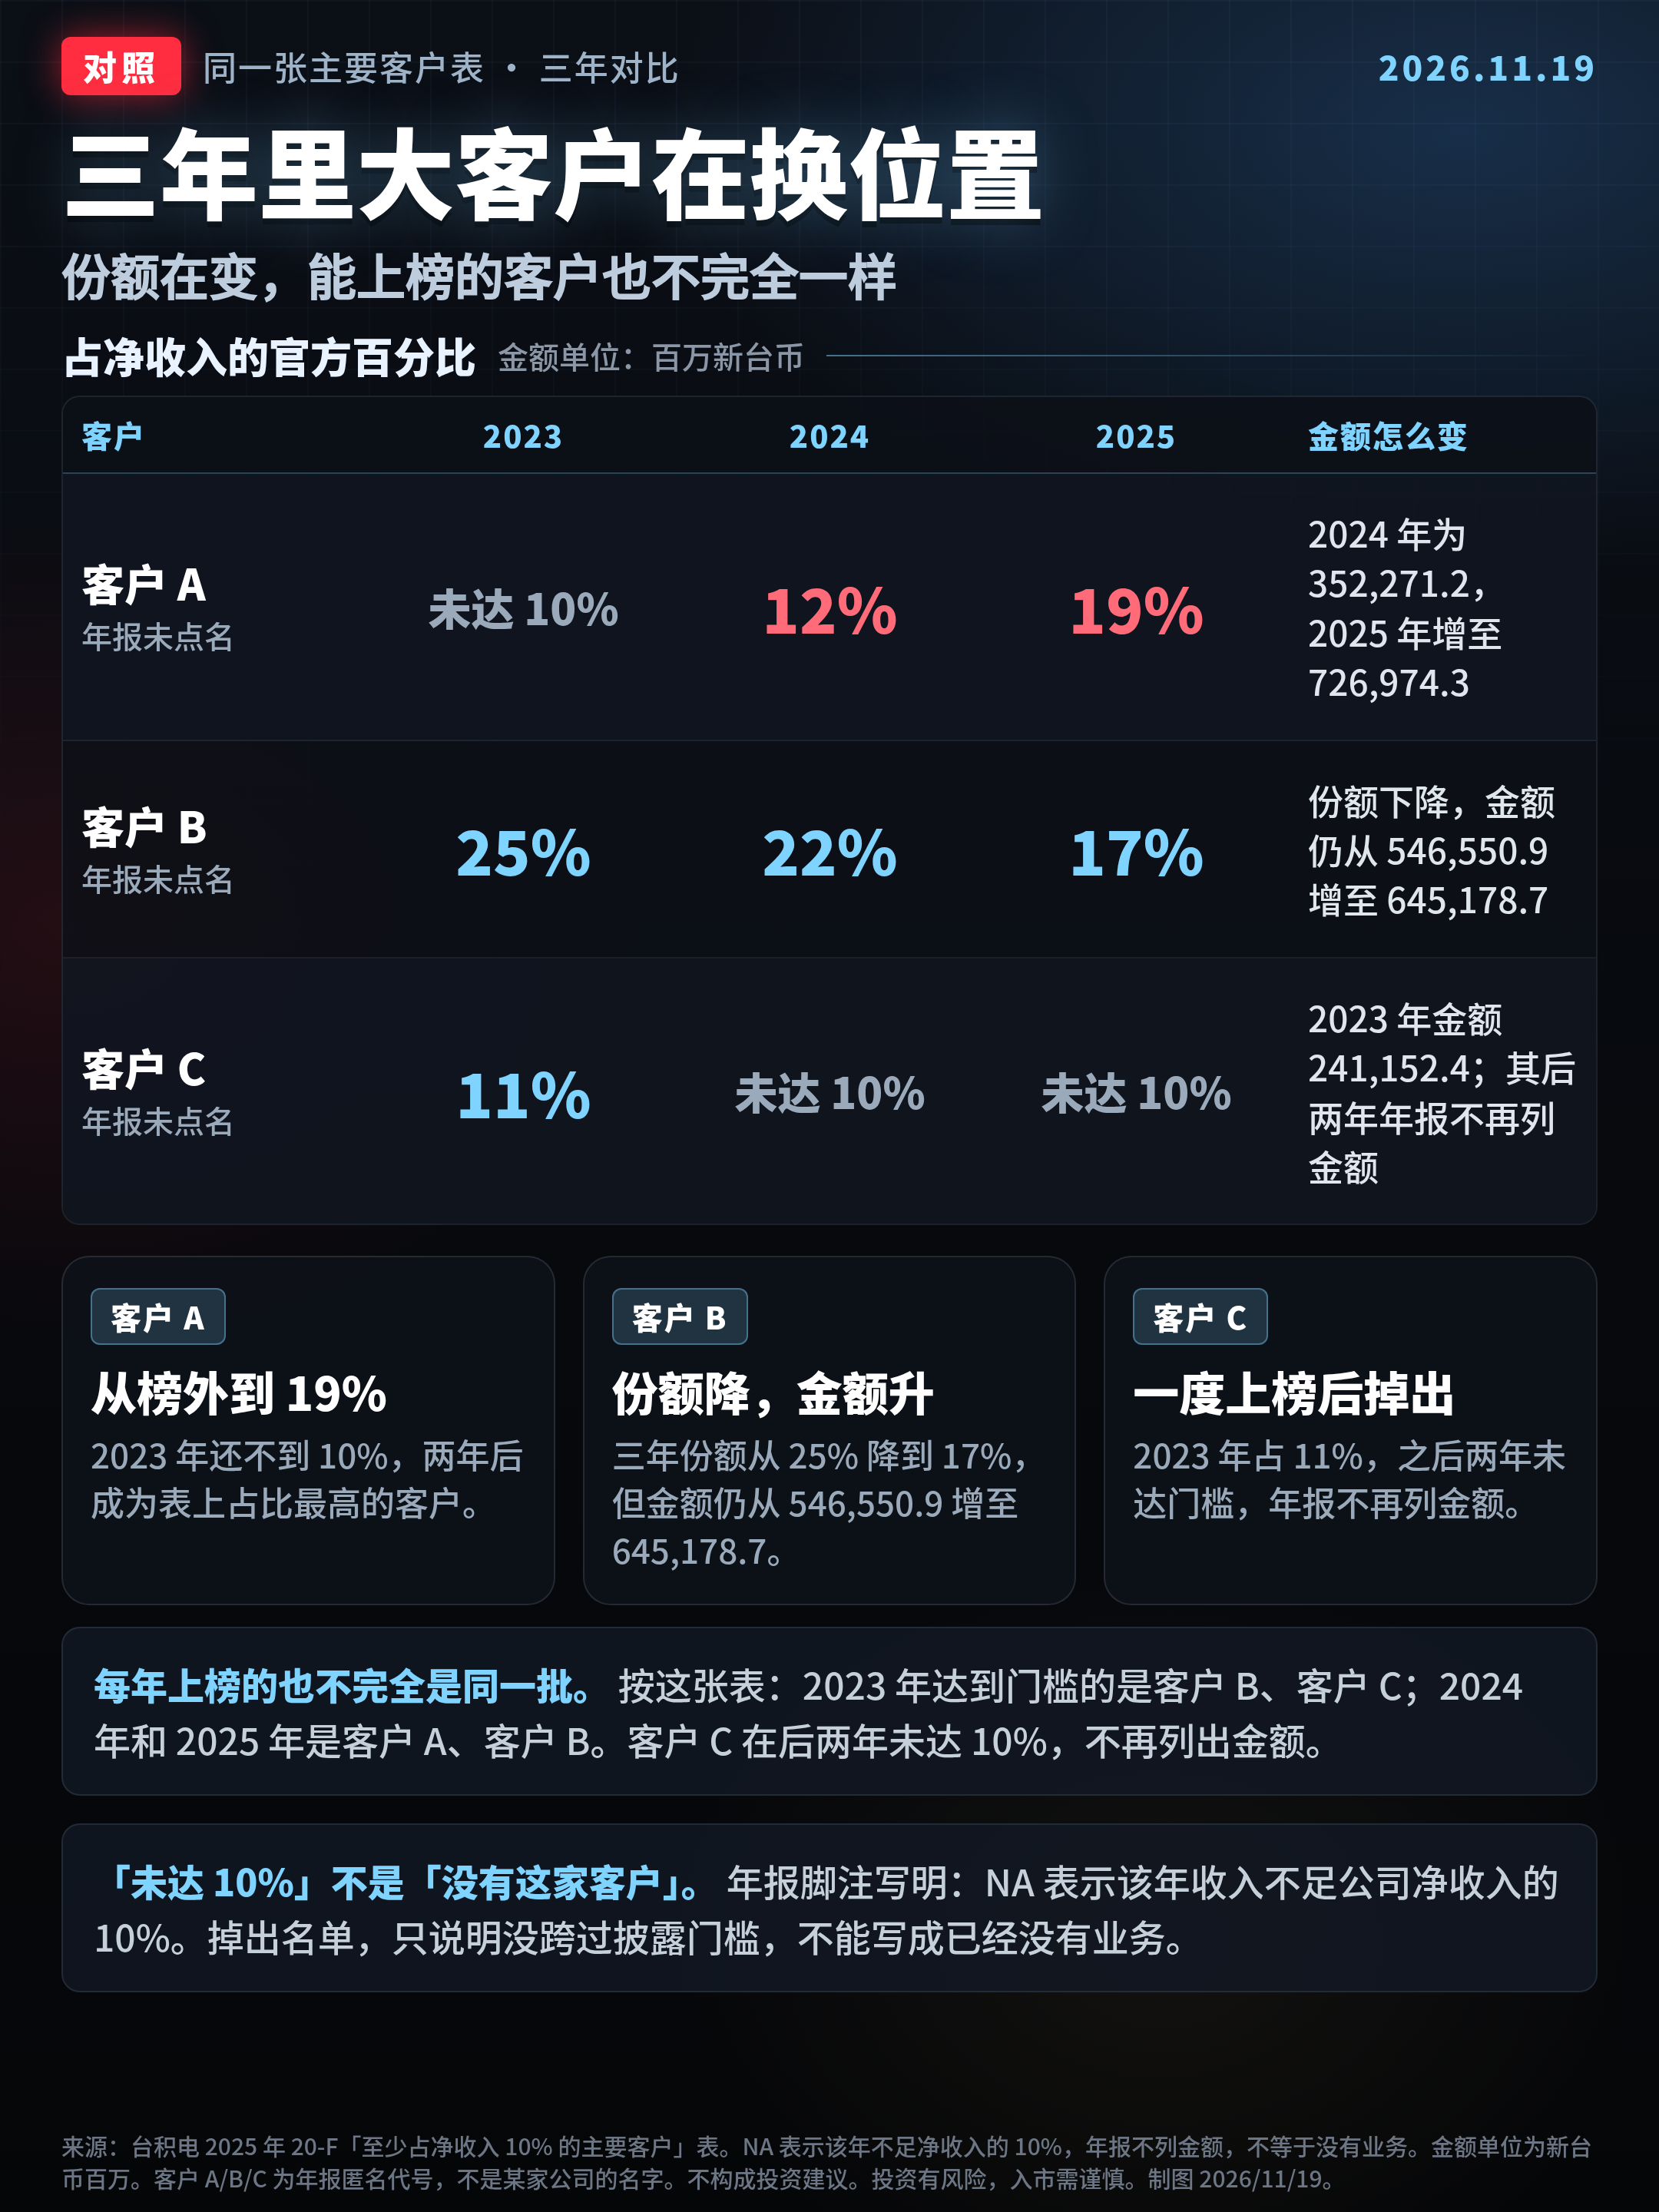 对照 同一张主要客户表 · 三年对比 2026.11.19
三年里大客户在换位置
份额在变，能上榜的客户也不完全一样
占净收入的官方百分比 金额单位：百万新台币
客户 2023 2024 2025 金额怎么变
客户 A
年报未点名
未达 10%
12%
19%
2024 年为
352,271.2，
2025 年增至
726,974.3
客户 B
年报未点名
25%
22%
17%
份额下降，金额
仍从 546,550.9
增至 645,178.7
客户 C
年报未点名
11%
未达 10%
未达 10%
2023 年金额
241,152.4；其后
两年年报不再列
金额
客户 A
从榜外到 19%
2023 年还不到 10%，两年后
成为表上占比最高的客户。
客户 B
份额降，金额升
三年份额从 25% 降到 17%，
但金额仍从 546,550.9 增至
645,178.7。
客户 C
一度上榜后掉出
2023 年占 11%，之后两年未
达门槛，年报不再列金额。
每年上榜的也不完全是同一批。 按这张表：2023 年达到门槛的是客户 B、客户 C；2024
年和 2025 年是客户 A、客户 B。客户 C 在后两年未达 10%，不再列出金额。
「未达 10%」不是「没有这家客户」。 年报脚注写明：NA 表示该年收入不足公司净收入的
10%。掉出名单，只说明没跨过披露门槛，不能写成已经没有业务。
来源：台积电 2025 年 20-F「至少占净收入 10% 的主要客户」表。NA 表示该年不足净收入的 10%，年报不列金额，不等于没有业务。金额单位为新台
币百万。客户 A/B/C 为年报匿名代号，不是某家公司的名字。不构成投资建议。投资有风险，入市需谨慎。制图 2026/11/19。